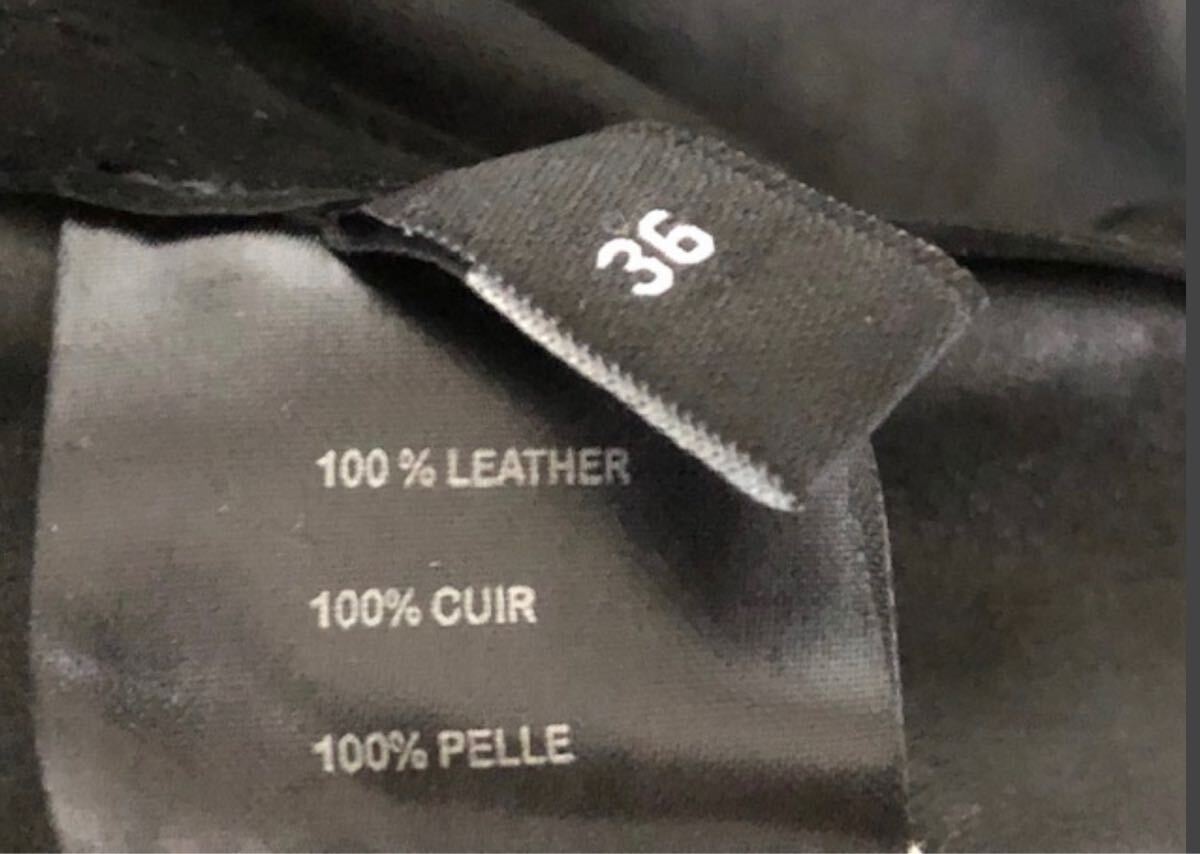 36
100 % LEATHER
100% CUIR
100% PELLE